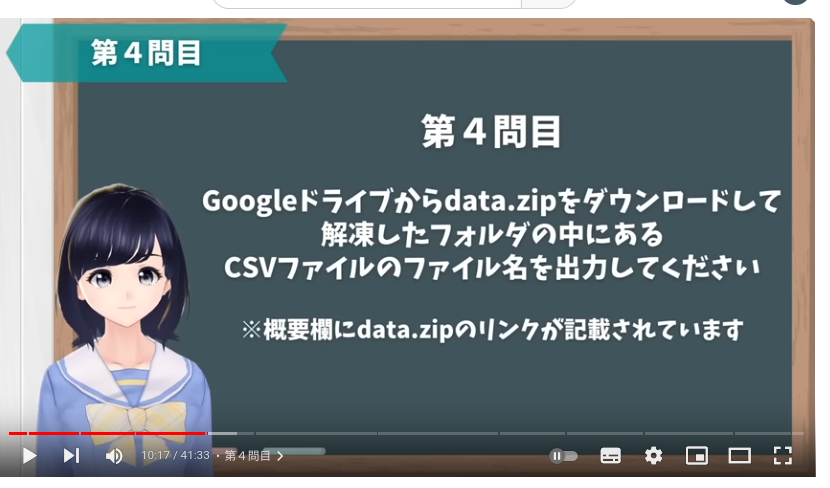 第４問目
第４問目
Googleドライブからdata.zipをダウンロードして
解凍したフォルダの中にある
CSVファイルのファイル名を出力してください
※概要欄にdata.zipのリンクが記載されています
10:17 / 41:33 ・ 第４問目